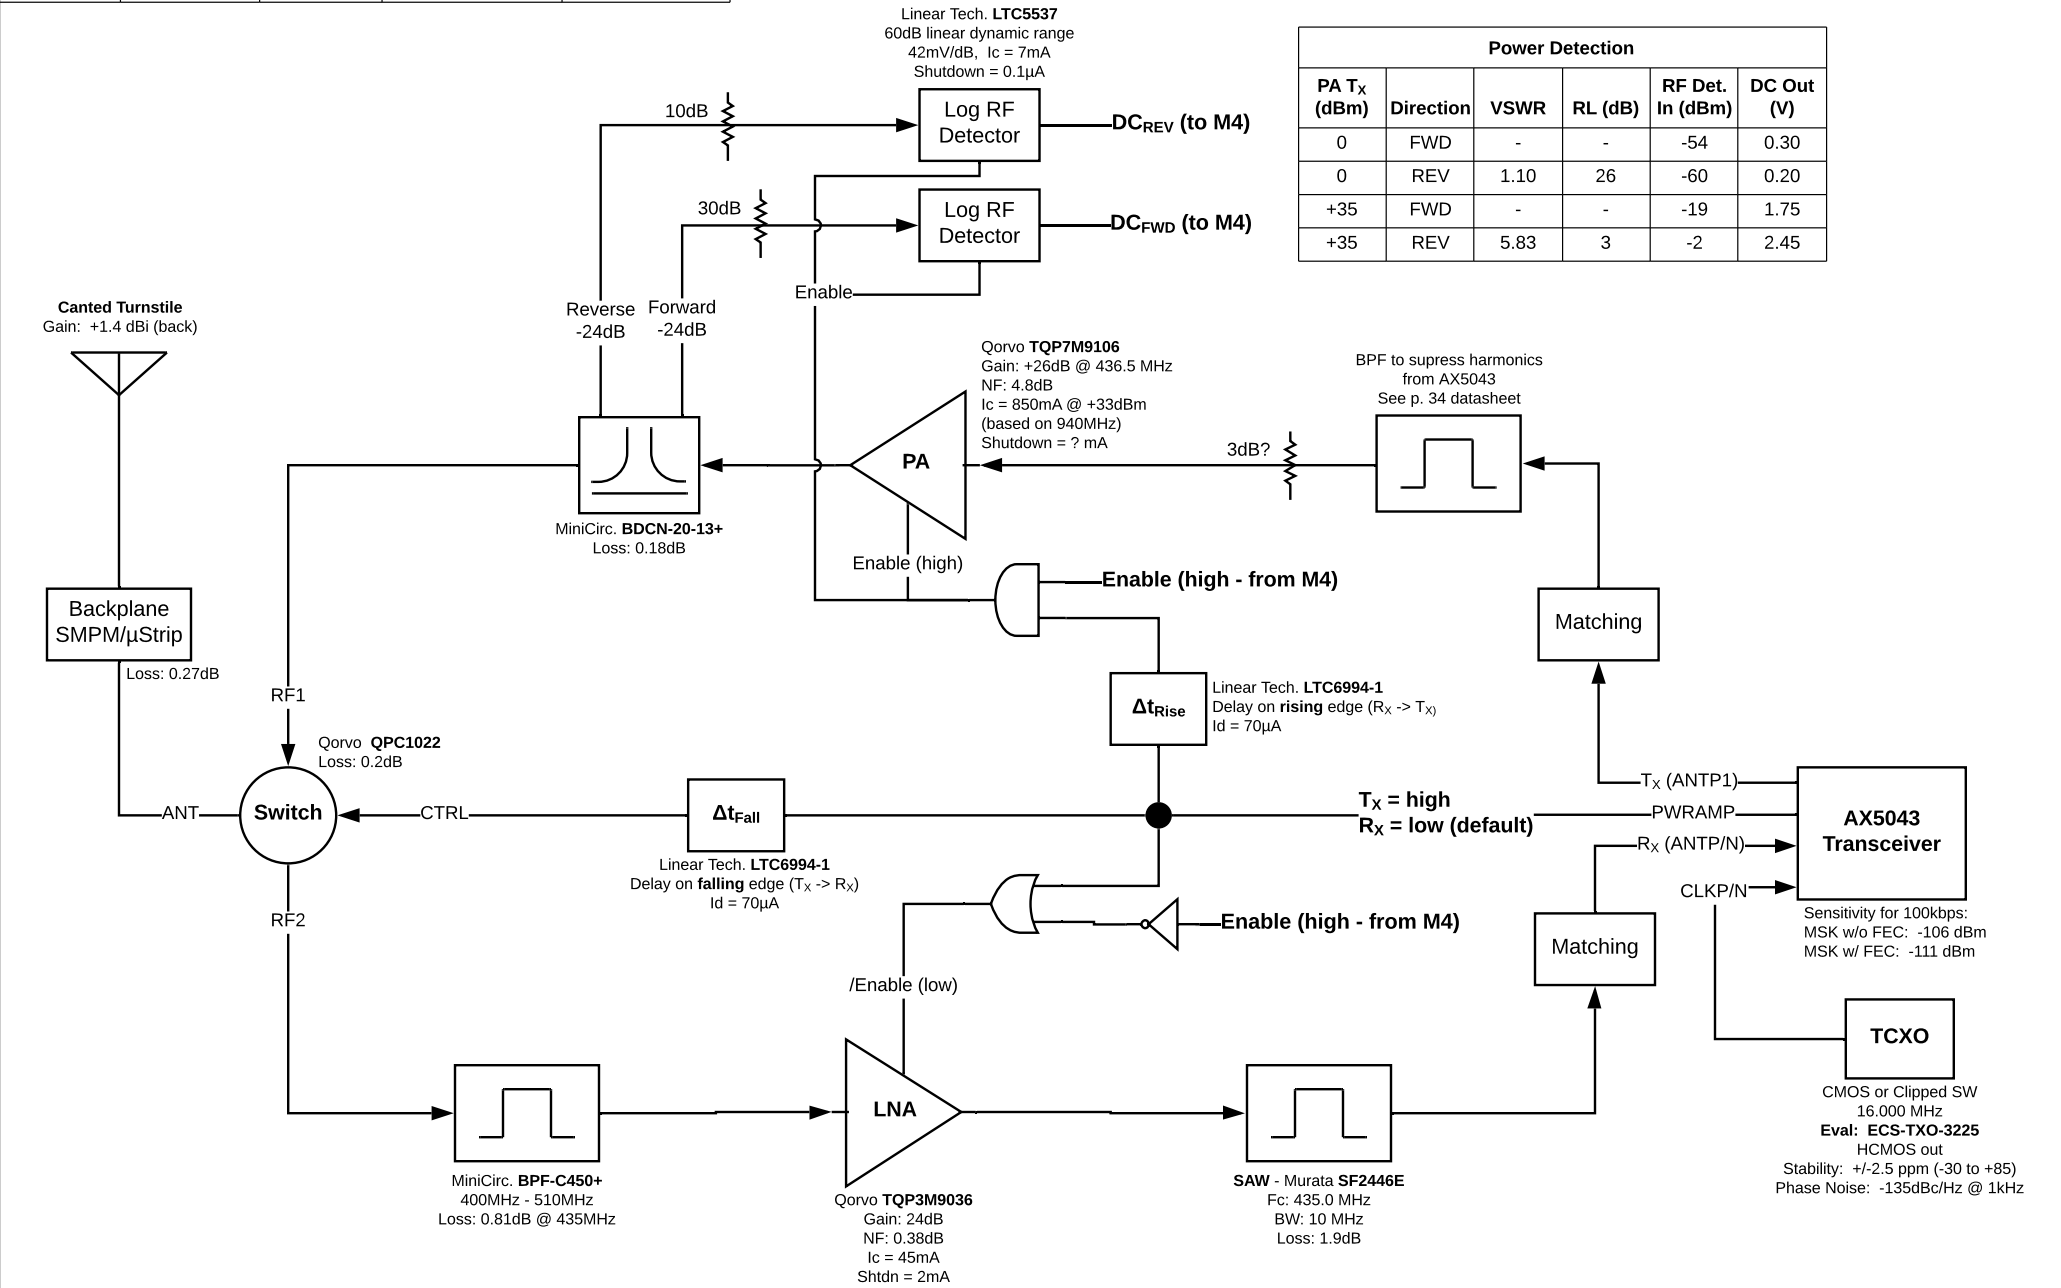 Linear Tech. LTC5537
60dB linear dynamic range
42mV/dB,  Ic = 7mA
Shutdown = 0.1µA
10dB
Log RF
Detector
DCREV (to M4)
30dB
Log RF
Detector
DCFWD (to M4)
Enable
Reverse
-24dB
Forward
-24dB
Power Detection
PA TX (dBm) Direction VSWR RL (dB) RF Det. In (dBm) DC Out (V)
0 FWD - - -54 0.30
0 REV 1.10 26 -60 0.20
+35 FWD - - -19 1.75
+35 REV 5.83 3 -2 2.45
Canted Turnstile
Gain:  +1.4 dBi (back)
Qorvo TQP7M9106
Gain: +26dB @ 436.5 MHz
NF: 4.8dB
Ic = 850mA @ +33dBm
(based on 940MHz)
Shutdown = ? mA
BPF to supress harmonics
from AX5043
See p. 34 datasheet
3dB?
PA
MiniCirc. BDCN-20-13+
Loss: 0.18dB
Enable (high)
Enable (high - from M4)
Backplane
SMPM/µStrip
Loss: 0.27dB
Matching
RF1
Qorvo  QPC1022
Loss: 0.2dB
ΔtRise
Linear Tech. LTC6994-1
Delay on rising edge (RX -> TX)
Id = 70µA
ANT
Switch
CTRL
ΔtFall
Linear Tech. LTC6994-1
Delay on falling edge (TX -> RX)
Id = 70µA
TX = high
RX = low (default)
TX (ANTP1)
PWRAMP
RX (ANTP/N)
CLKP/N
AX5043
Transceiver
Sensitivity for 100kbps:
MSK w/o FEC:  -106 dBm
MSK w/ FEC:  -111 dBm
RF2
Enable (high - from M4)
Matching
/Enable (low)
TCXO
CMOS or Clipped SW
16.000 MHz
Eval:  ECS-TXO-3225
HCMOS out
Stability:  +/-2.5 ppm (-30 to +85)
Phase Noise:  -135dBc/Hz @ 1kHz
MiniCirc. BPF-C450+
400MHz - 510MHz
Loss: 0.81dB @ 435MHz
LNA
Qorvo TQP3M9036
Gain: 24dB
NF: 0.38dB
Ic = 45mA
Shtdn = 2mA
SAW - Murata SF2446E
Fc: 435.0 MHz
BW: 10 MHz
Loss: 1.9dB